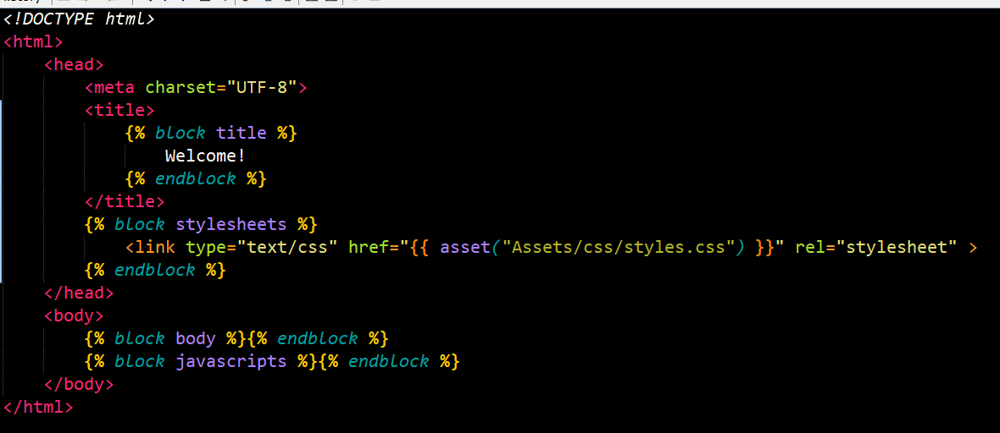 <!DOCTYPE html>
<html>
    <head>
        <meta charset="UTF-8">
        <title>
            {% block title %}
                Welcome!
            {% endblock %}
        </title>
        {% block stylesheets %}
            <link type="text/css" href="{{ asset("Assets/css/styles.css") }}" rel="stylesheet" >
        {% endblock %}
    </head>
    <body>
        {% block body %}{% endblock %}
        {% block javascripts %}{% endblock %}
    </body>
</html>